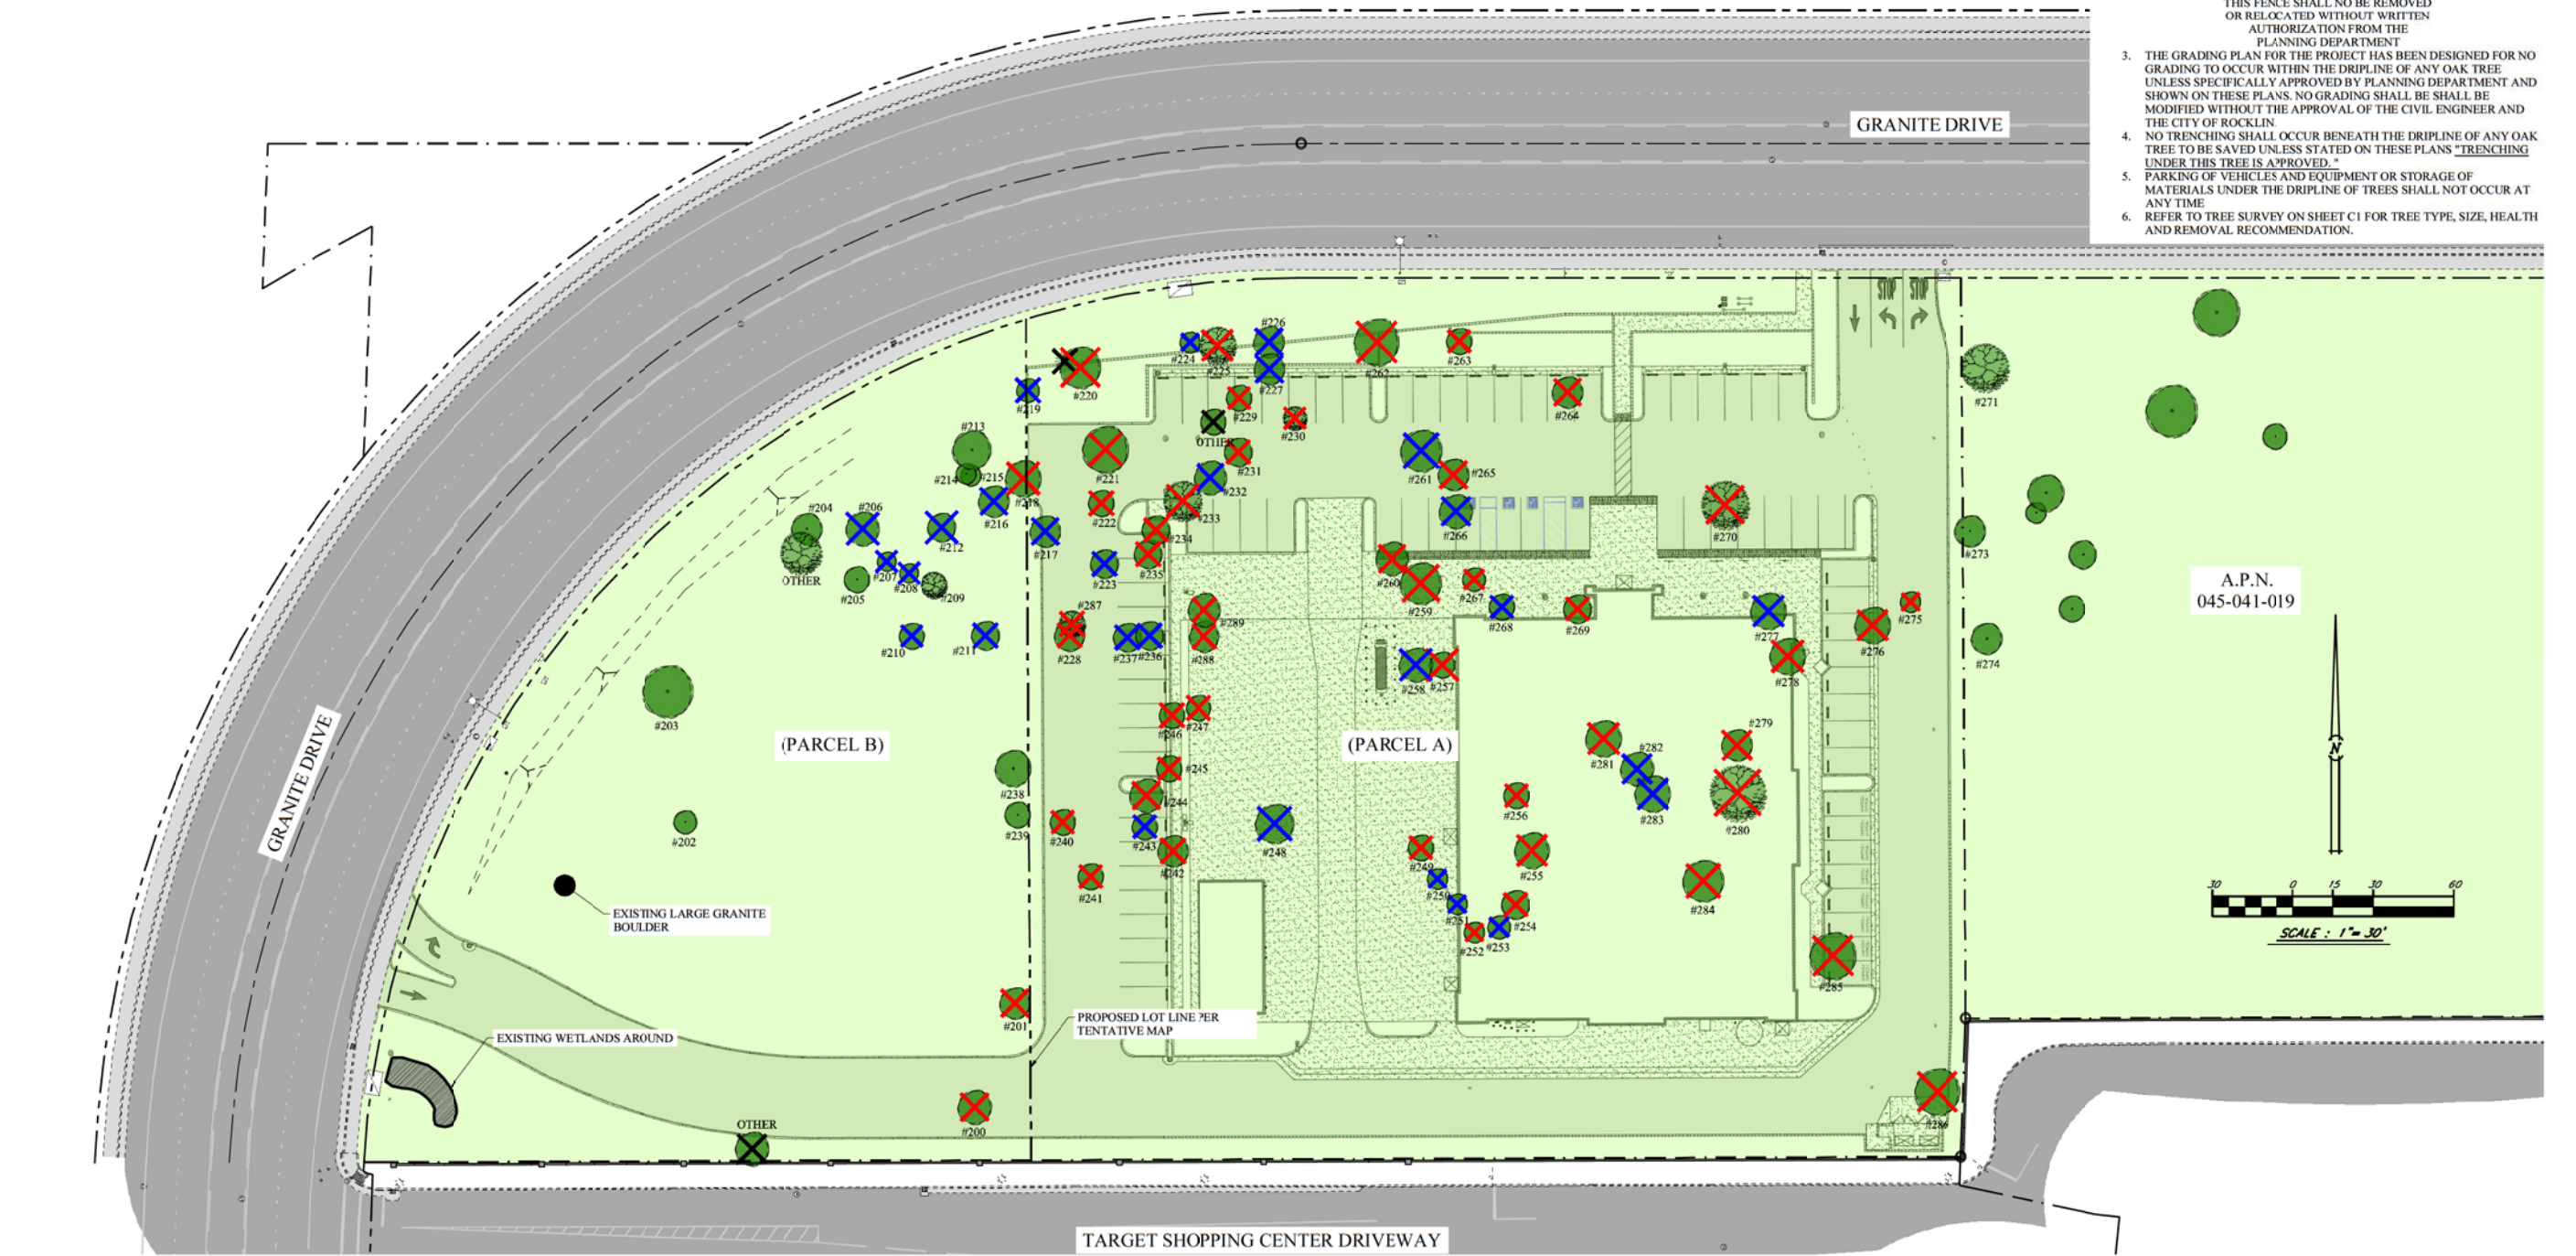 THIS FENCE SHALL NO BE REMOVED
OR RELOCATED WITHOUT WRITTEN
AUTHORIZATION FROM THE
PLANNING DEPARTMENT
3. THE GRADING PLAN FOR THE PROJECT HAS BEEN DESIGNED FOR NO
GRADING TO OCCUR WITHIN THE DRIPLINE OF ANY OAK TREE
UNLESS SPECIFICALLY APPROVED BY PLANNING DEPARTMENT AND
SHOWN ON THESE PLANS. NO GRADING SHALL BE SHALL BE
MODIFIED WITHOUT THE APPROVAL OF THE CIVIL ENGINEER AND
THE CITY OF ROCKLIN.
4. NO TRENCHING SHALL OCCUR BENEATH THE DRIPLINE OF ANY OAK
TREE TO BE SAVED UNLESS STATED ON THESE PLANS "TRENCHING
UNDER THIS TREE IS APPROVED. "
5. PARKING OF VEHICLES AND EQUIPMENT OR STORAGE OF
MATERIALS UNDER THE DRIPLINE OF TREES SHALL NOT OCCUR AT
ANY TIME
6. REFER TO TREE SURVEY ON SHEET C1 FOR TREE TYPE, SIZE, HEALTH
AND REMOVAL RECOMMENDATION.
GRANITE DRIVE
STOP STOP
#226
#224
#225
#227
#262
#263
#220
#219
#229
#264
#271
#213
OTHER
#230
#231
#214
#215
#218
#221
#261
#265
#232
#204
#206
#212
#216
#217
#222
#233
#234
#266
#270
#273
OTHER
#205
#207
#208
#209
#223
#235
#260
#259
#267
A.P.N.
045-041-019
#287
#289
#268
#269
#277
#275
#210
#211
#228
#237
#236
#288
#258
#257
#278
#276
#274
#203
#246
#247
#279
GRANITE DRIVE
(PARCEL B)
(PARCEL A)
#282
#281
N
#238
#245
#244
#256
#283
#280
#202
#239
#240
#243
#248
#249
#255
#242
#241
#250
#251
#284
30 0 15 30 60
SCALE : 1"= 30'
EXISTING LARGE GRANITE
BOULDER
#254
#252
#253
#285
#201
PROPOSED LOT LINE PER
TENTATIVE MAP
EXISTING WETLANDS AROUND
OTHER
#200
#286
TARGET SHOPPING CENTER DRIVEWAY